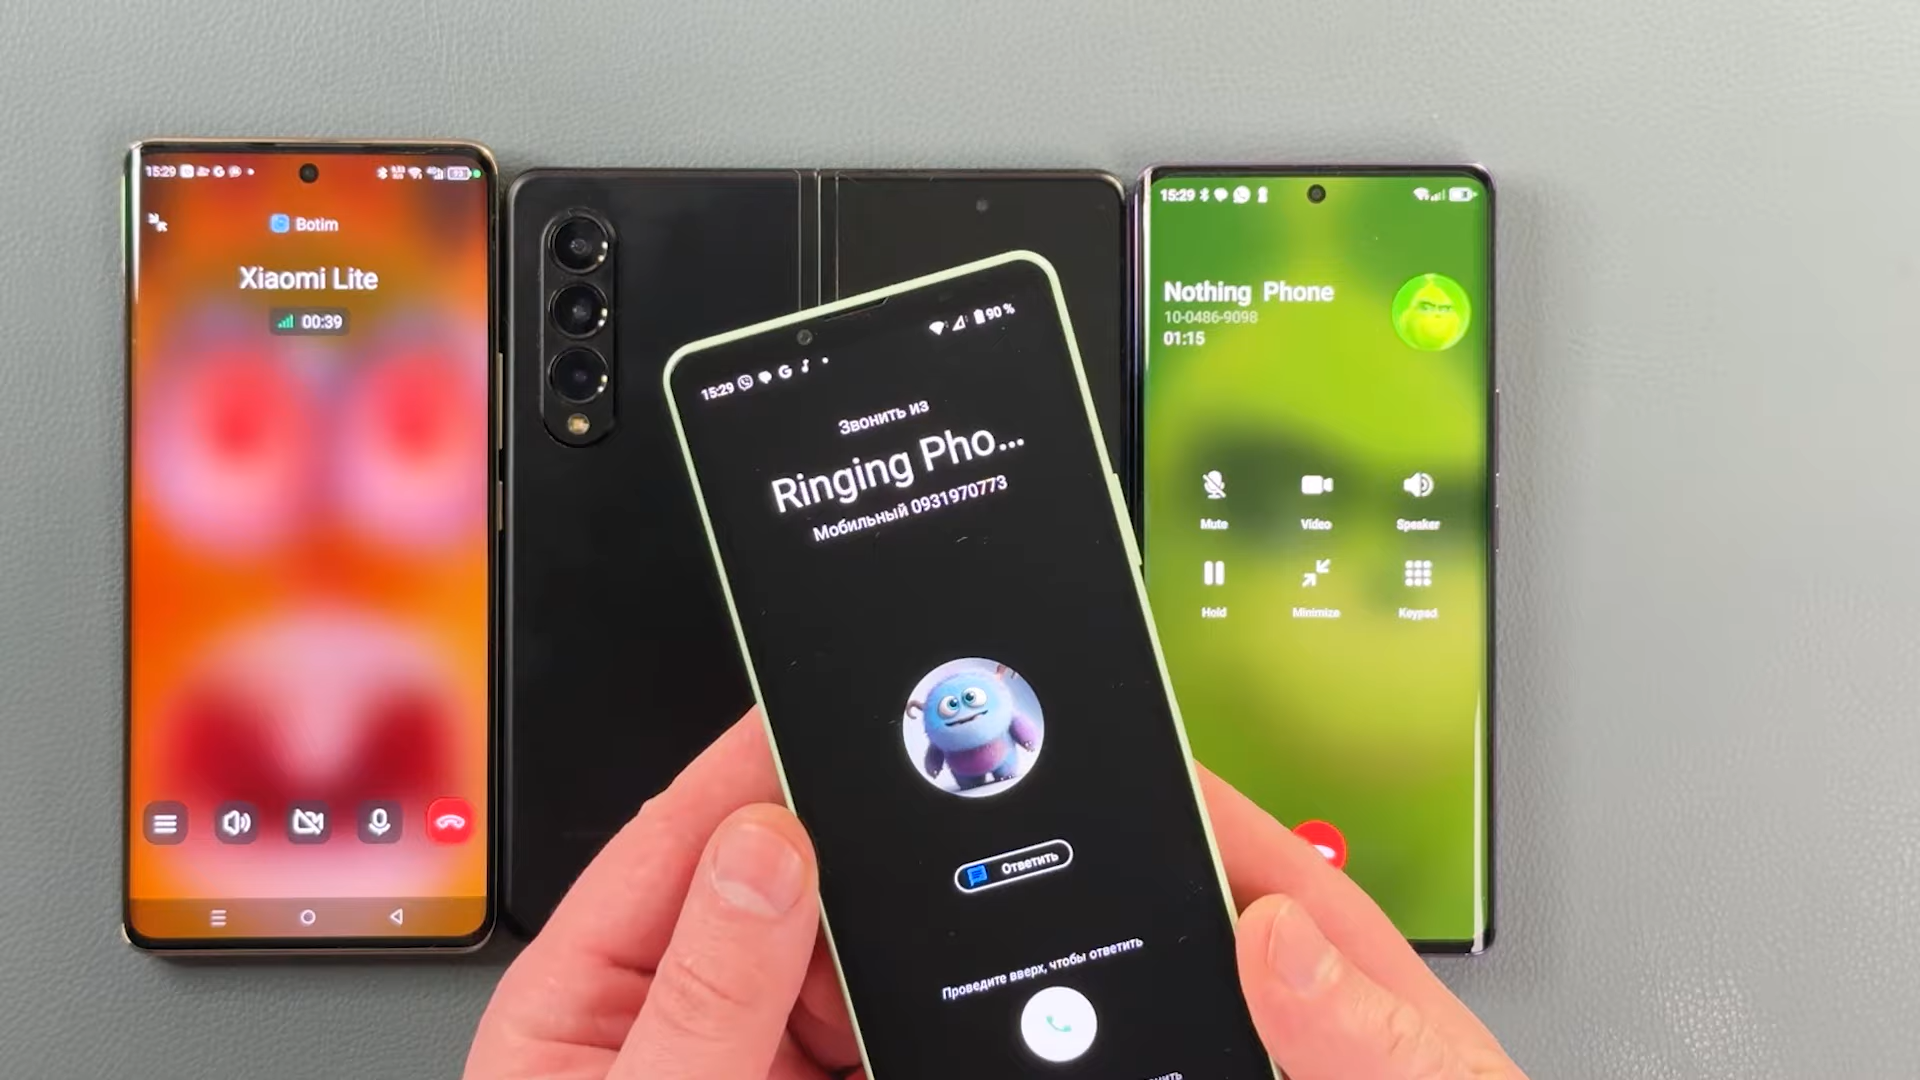 15:29
Botim
Xiaomi Lite
00:39
15:29
90 %
Звонить из
Ringing Pho...
Мобильный 0931970773
Ответить
Проведите вверх, чтобы ответить
15:29
Nothing Phone
10-0486-9098
01:15
Mute Video Speaker
Hold Minimize Keypad